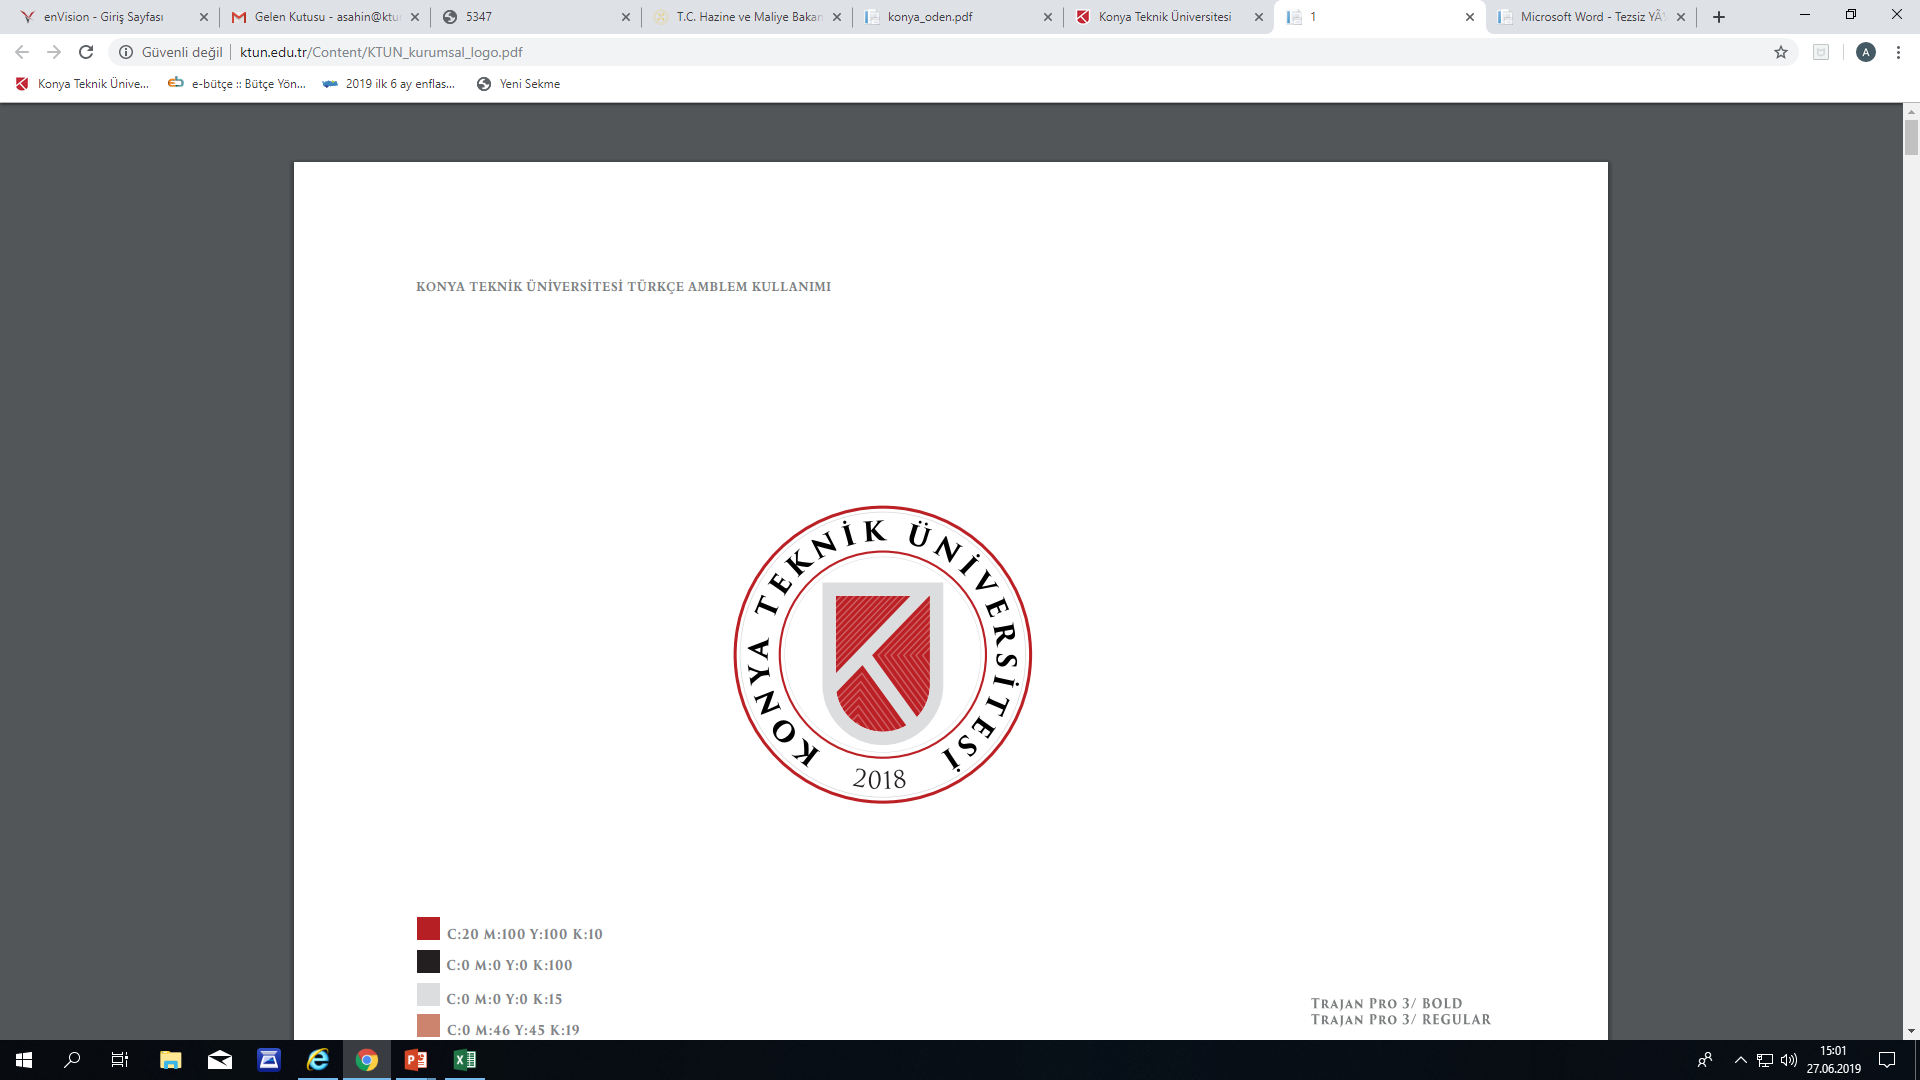 enVision - Giriş Sayfası
Gelen Kutusu - asahin@ktu
5347
T.C. Hazine ve Maliye Bakan
konya_oden.pdf
Konya Teknik Üniversitesi
1
Microsoft Word - Tezsiz YÃ
Güvenli değil
ktun.edu.tr/Content/KTUN_kurumsal_logo.pdf
A
Konya Teknik Ünive...
e-bütçe :: Bütçe Yön...
2019 ilk 6 ay enflas...
Yeni Sekme
KONYA TEKNİK ÜNİVERSİTESİ TÜRKÇE AMBLEM KULLANIMI
KONYA TEKNİK ÜNİVERSİTESİ
2018
C:20 M:100 Y:100 K:10
C:0 M:0 Y:0 K:100
C:0 M:0 Y:0 K:15
C:0 M:46 Y:45 K:19
Trajan Pro 3/ BOLD
Trajan Pro 3/ REGULAR
15:01
27.06.2019